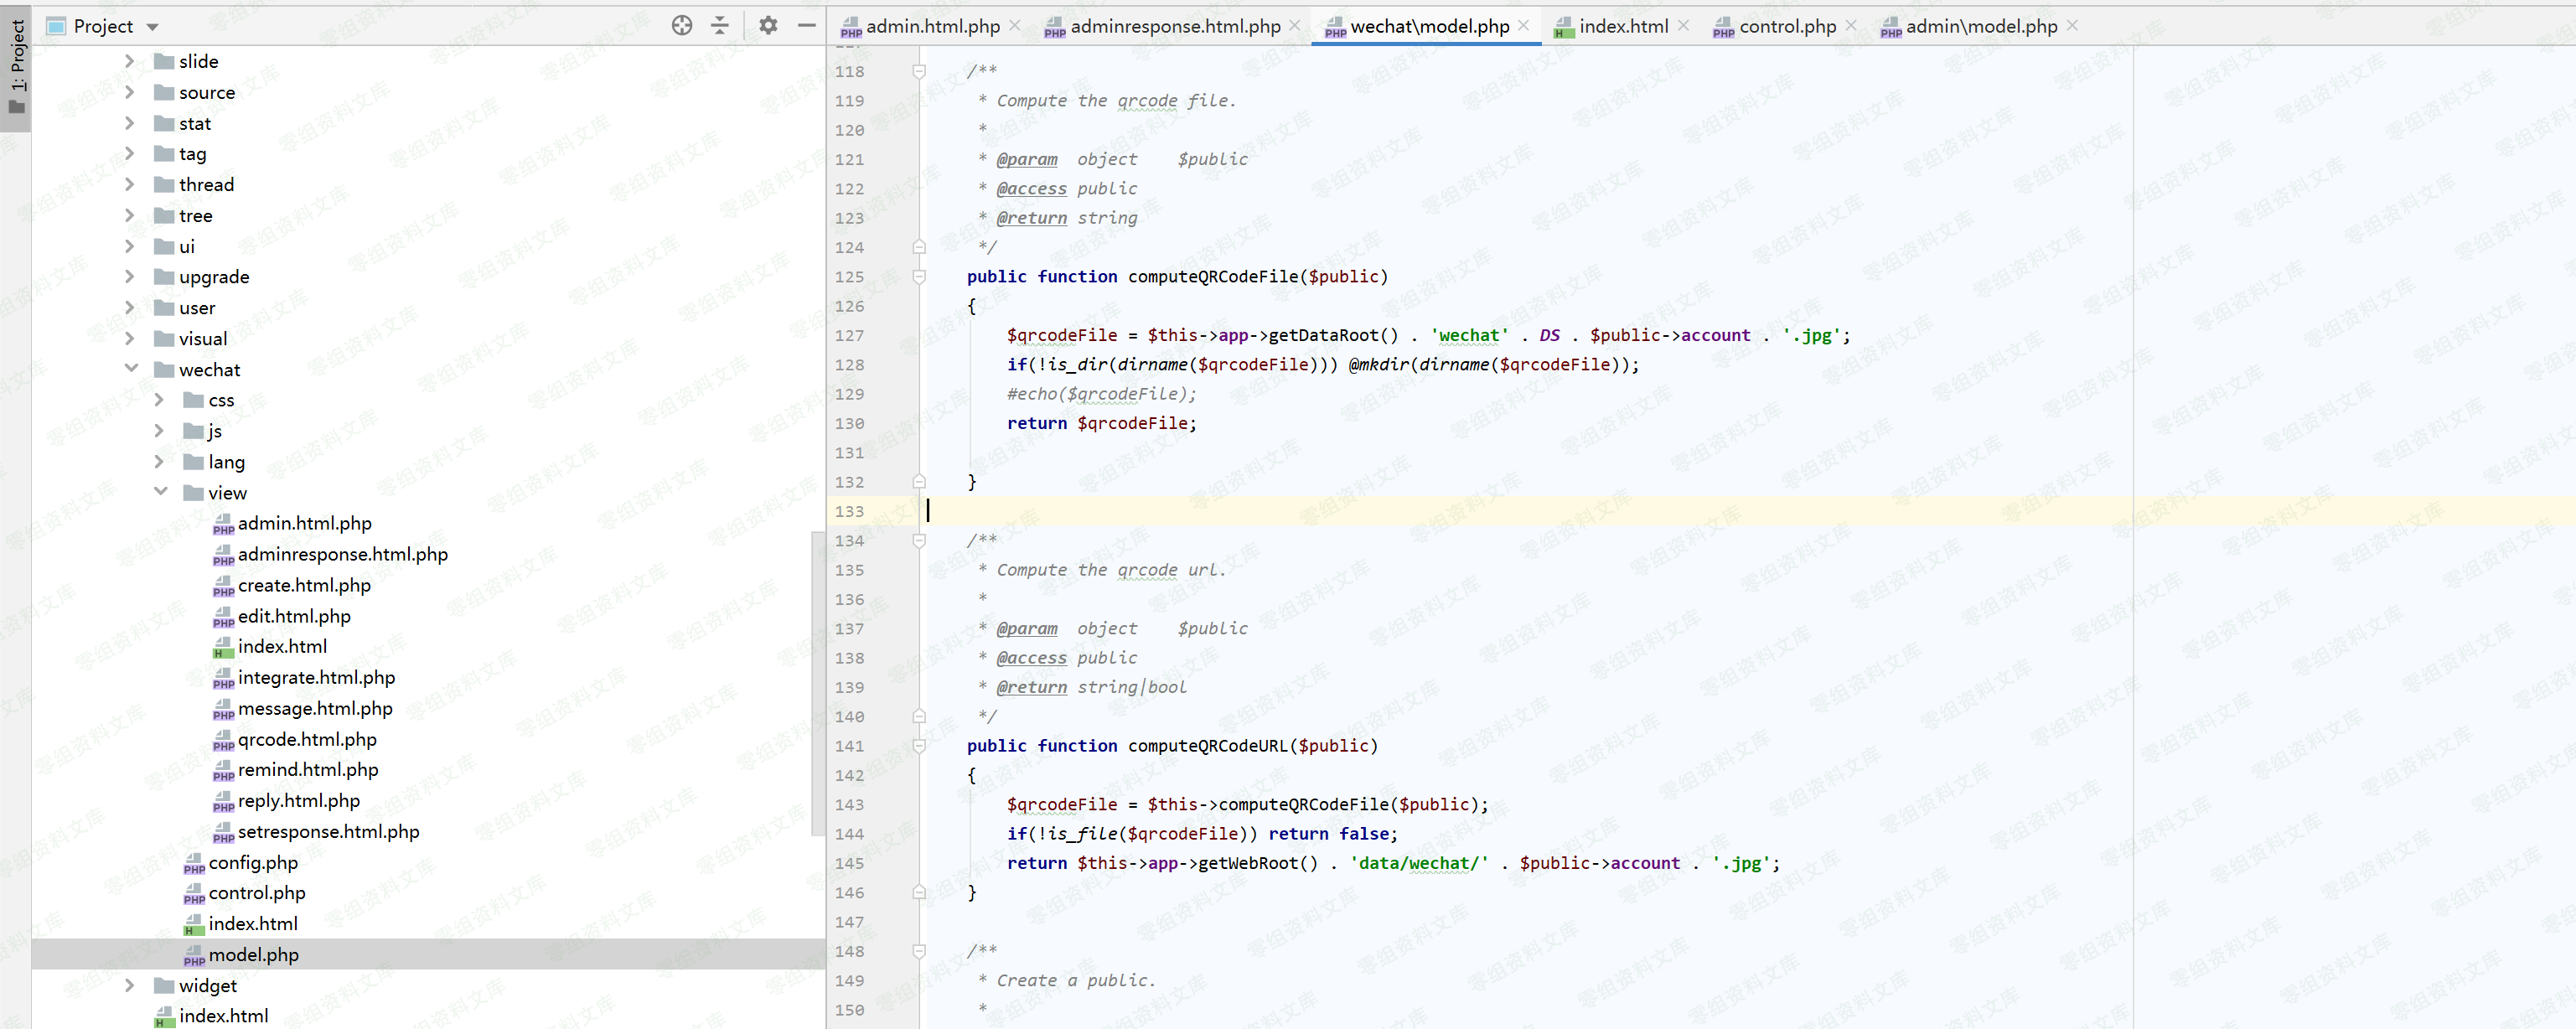 1: Project
Project
slide
source
stat
tag
thread
tree
ui
upgrade
user
visual
wechat
css
js
lang
view
admin.html.php
adminresponse.html.php
create.html.php
edit.html.php
index.html
integrate.html.php
message.html.php
qrcode.html.php
remind.html.php
reply.html.php
setresponse.html.php
config.php
control.php
index.html
model.php
widget
index.html
admin.html.php
adminresponse.html.php
wechat\model.php
index.html
control.php
admin\model.php
118 /**
119 * Compute the qrcode file.
120 *
121 * @param object $public
122 * @access public
123 * @return string
124 */
125 public function computeQRCodeFile($public)
126 {
127 $qrcodeFile = $this->app->getDataRoot() . 'wechat' . DS . $public->account . '.jpg';
128 if(!is_dir(dirname($qrcodeFile))) @mkdir(dirname($qrcodeFile));
129 #echo($qrcodeFile);
130 return $qrcodeFile;
131
132 }
133
134 /**
135 * Compute the qrcode url.
136 *
137 * @param object $public
138 * @access public
139 * @return string|bool
140 */
141 public function computeQRCodeURL($public)
142 {
143 $qrcodeFile = $this->computeQRCodeFile($public);
144 if(!is_file($qrcodeFile)) return false;
145 return $this->app->getWebRoot() . 'data/wechat/' . $public->account . '.jpg';
146 }
147
148 /**
149 * Create a public.
150 *
零组资料文库